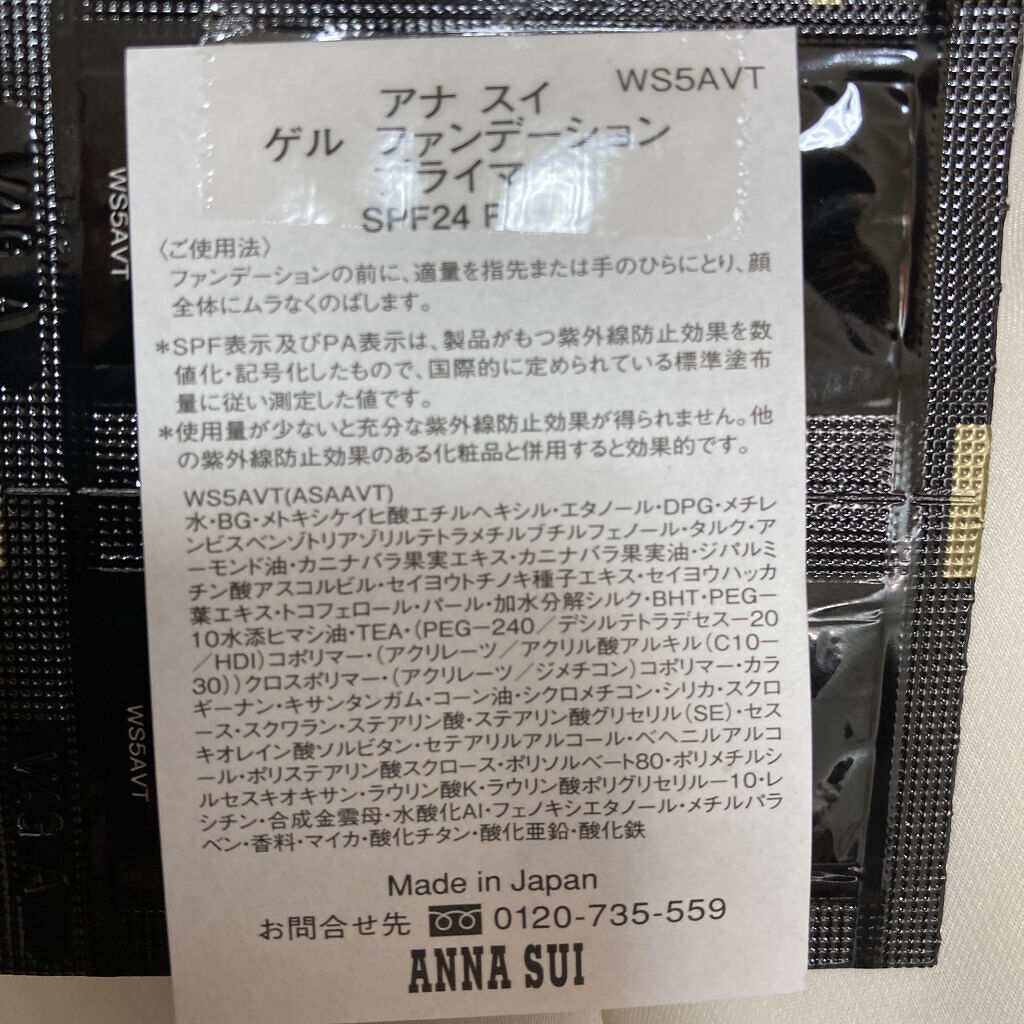 WS5AVT
アナ スイ
ゲル ファンデーション
プライマ
SPF24 P
〈ご使用法〉
ファンデーションの前に、適量を指先または手のひらにとり、顔
全体にムラなくのばします。
*SPF表示及びPA表示は、製品がもつ紫外線防止効果を数
値化・記号化したもので、国際的に定められている標準塗布
量に従い測定した値です。
*使用量が少ないと充分な紫外線防止効果が得られません。他
の紫外線防止効果のある化粧品と併用すると効果的です。
WS5AVT(ASAAVT)
水・BG・メトキシケイヒ酸エチルヘキシル・エタノール・DPG・メチレ
ンビスベンゾトリアゾリルテトラメチルブチルフェノール・タルク・ア
ーモンド油・カニナバラ果実エキス・カニナバラ果実油・ジパルミ
チン酸アスコルビル・セイヨウトチノキ種子エキス・セイヨウハッカ
葉エキス・トコフェロール・パール・加水分解シルク・BHT・PEG−
10水添ヒマシ油・TEA・(PEG−240／デシルテトラデセス−20
／HDI)コポリマー・(アクリレーツ／アクリル酸アルキル(C10−
30))クロスポリマー・(アクリレーツ／ジメチコン)コポリマー・カラ
ギーナン・キサンタンガム・コーン油・シクロメチコン・シリカ・スクロ
ース・スクワラン・ステアリン酸・ステアリン酸グリセリル(SE)・セス
キオレイン酸ソルビタン・セテアリルアルコール・ベヘニルアルコ
ール・ポリステアリン酸スクロース・ポリソルベート80・ポリメチルシ
ルセスキオキサン・ラウリン酸K・ラウリン酸ポリグリセリル−10・レ
シチン・合成金雲母・水酸化Al・フェノキシエタノール・メチルパラ
ベン・香料・マイカ・酸化チタン・酸化亜鉛・酸化鉄
Made in Japan
お問合せ先 0120-735-559
ANNA SUI
WS5AVT
WS5AVT